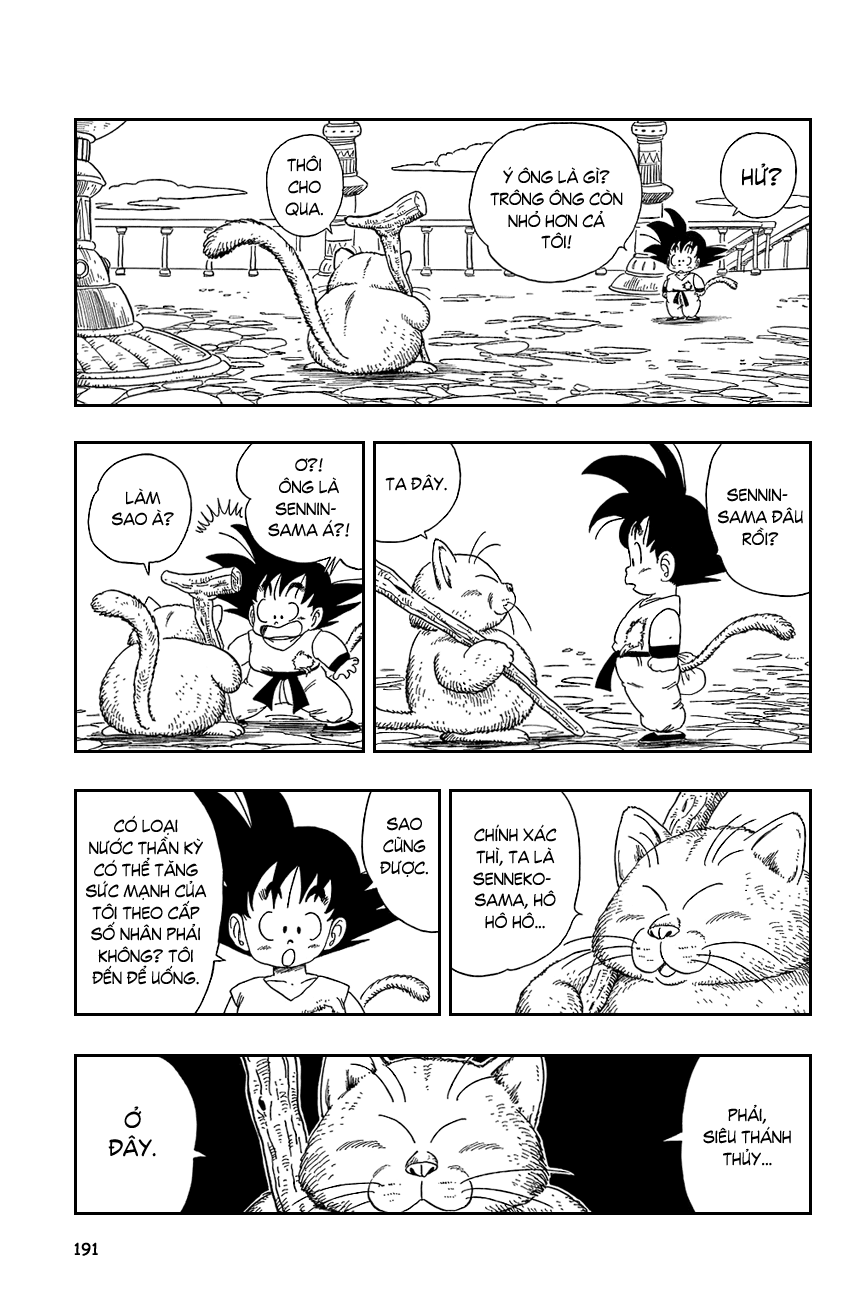 HỬ?
Ý ÔNG LÀ GÌ?
TRÔNG ÔNG CÒN
NHỎ HƠN CẢ
TÔI!
THÔI
CHO
QUA.
SENNIN-
SAMA ĐÂU
RỒI?
TA ĐÂY.
Ơ?!
ÔNG LÀ
SENNIN-
SAMA Á?!
LÀM
SAO À?
CHÍNH XÁC
THÌ, TA LÀ
SENNEKO-
SAMA, HÔ
HÔ HÔ...
SAO
CŨNG
ĐƯỢC.
CÓ LOẠI
NƯỚC THẦN KỲ
CÓ THỂ TĂNG
SỨC MẠNH CỦA
TÔI THEO CẤP
SỐ NHÂN PHẢI
KHÔNG? TÔI
ĐẾN ĐỂ UỐNG.
PHẢI,
SIÊU THÁNH
THỦY...
Ở
ĐÂY.
191